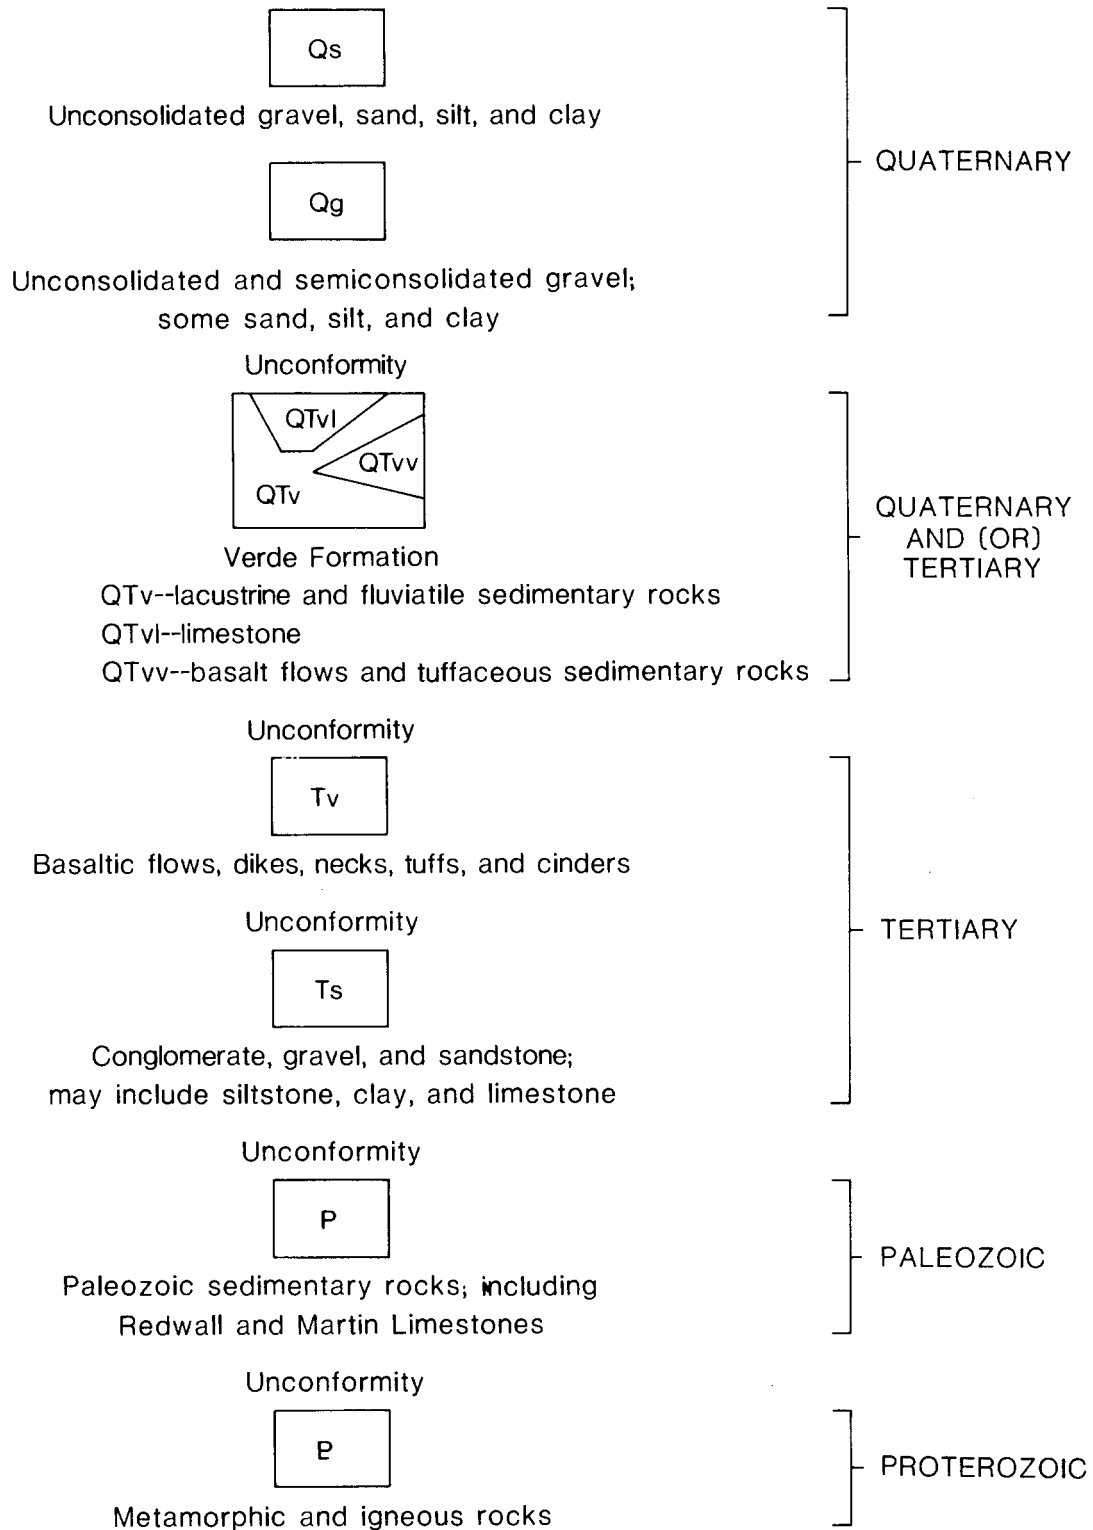 Qs
Unconsolidated gravel, sand, silt, and clay
Qg
Unconsolidated and semiconsolidated gravel;
some sand, silt, and clay
QUATERNARY
Unconformity
QTvl
QTvv
QTv
Verde Formation
QTv--lacustrine and fluviatile sedimentary rocks
QTvl--limestone
QTvv--basalt flows and tuffaceous sedimentary rocks
QUATERNARY
AND (OR)
TERTIARY
Unconformity
Tv
Basaltic flows, dikes, necks, tuffs, and cinders
Unconformity
Ts
Conglomerate, gravel, and sandstone;
may include siltstone, clay, and limestone
TERTIARY
Unconformity
P
Paleozoic sedimentary rocks; including
Redwall and Martin Limestones
PALEOZOIC
Unconformity
Metamorphic and igneous rocks
PROTEROZOIC